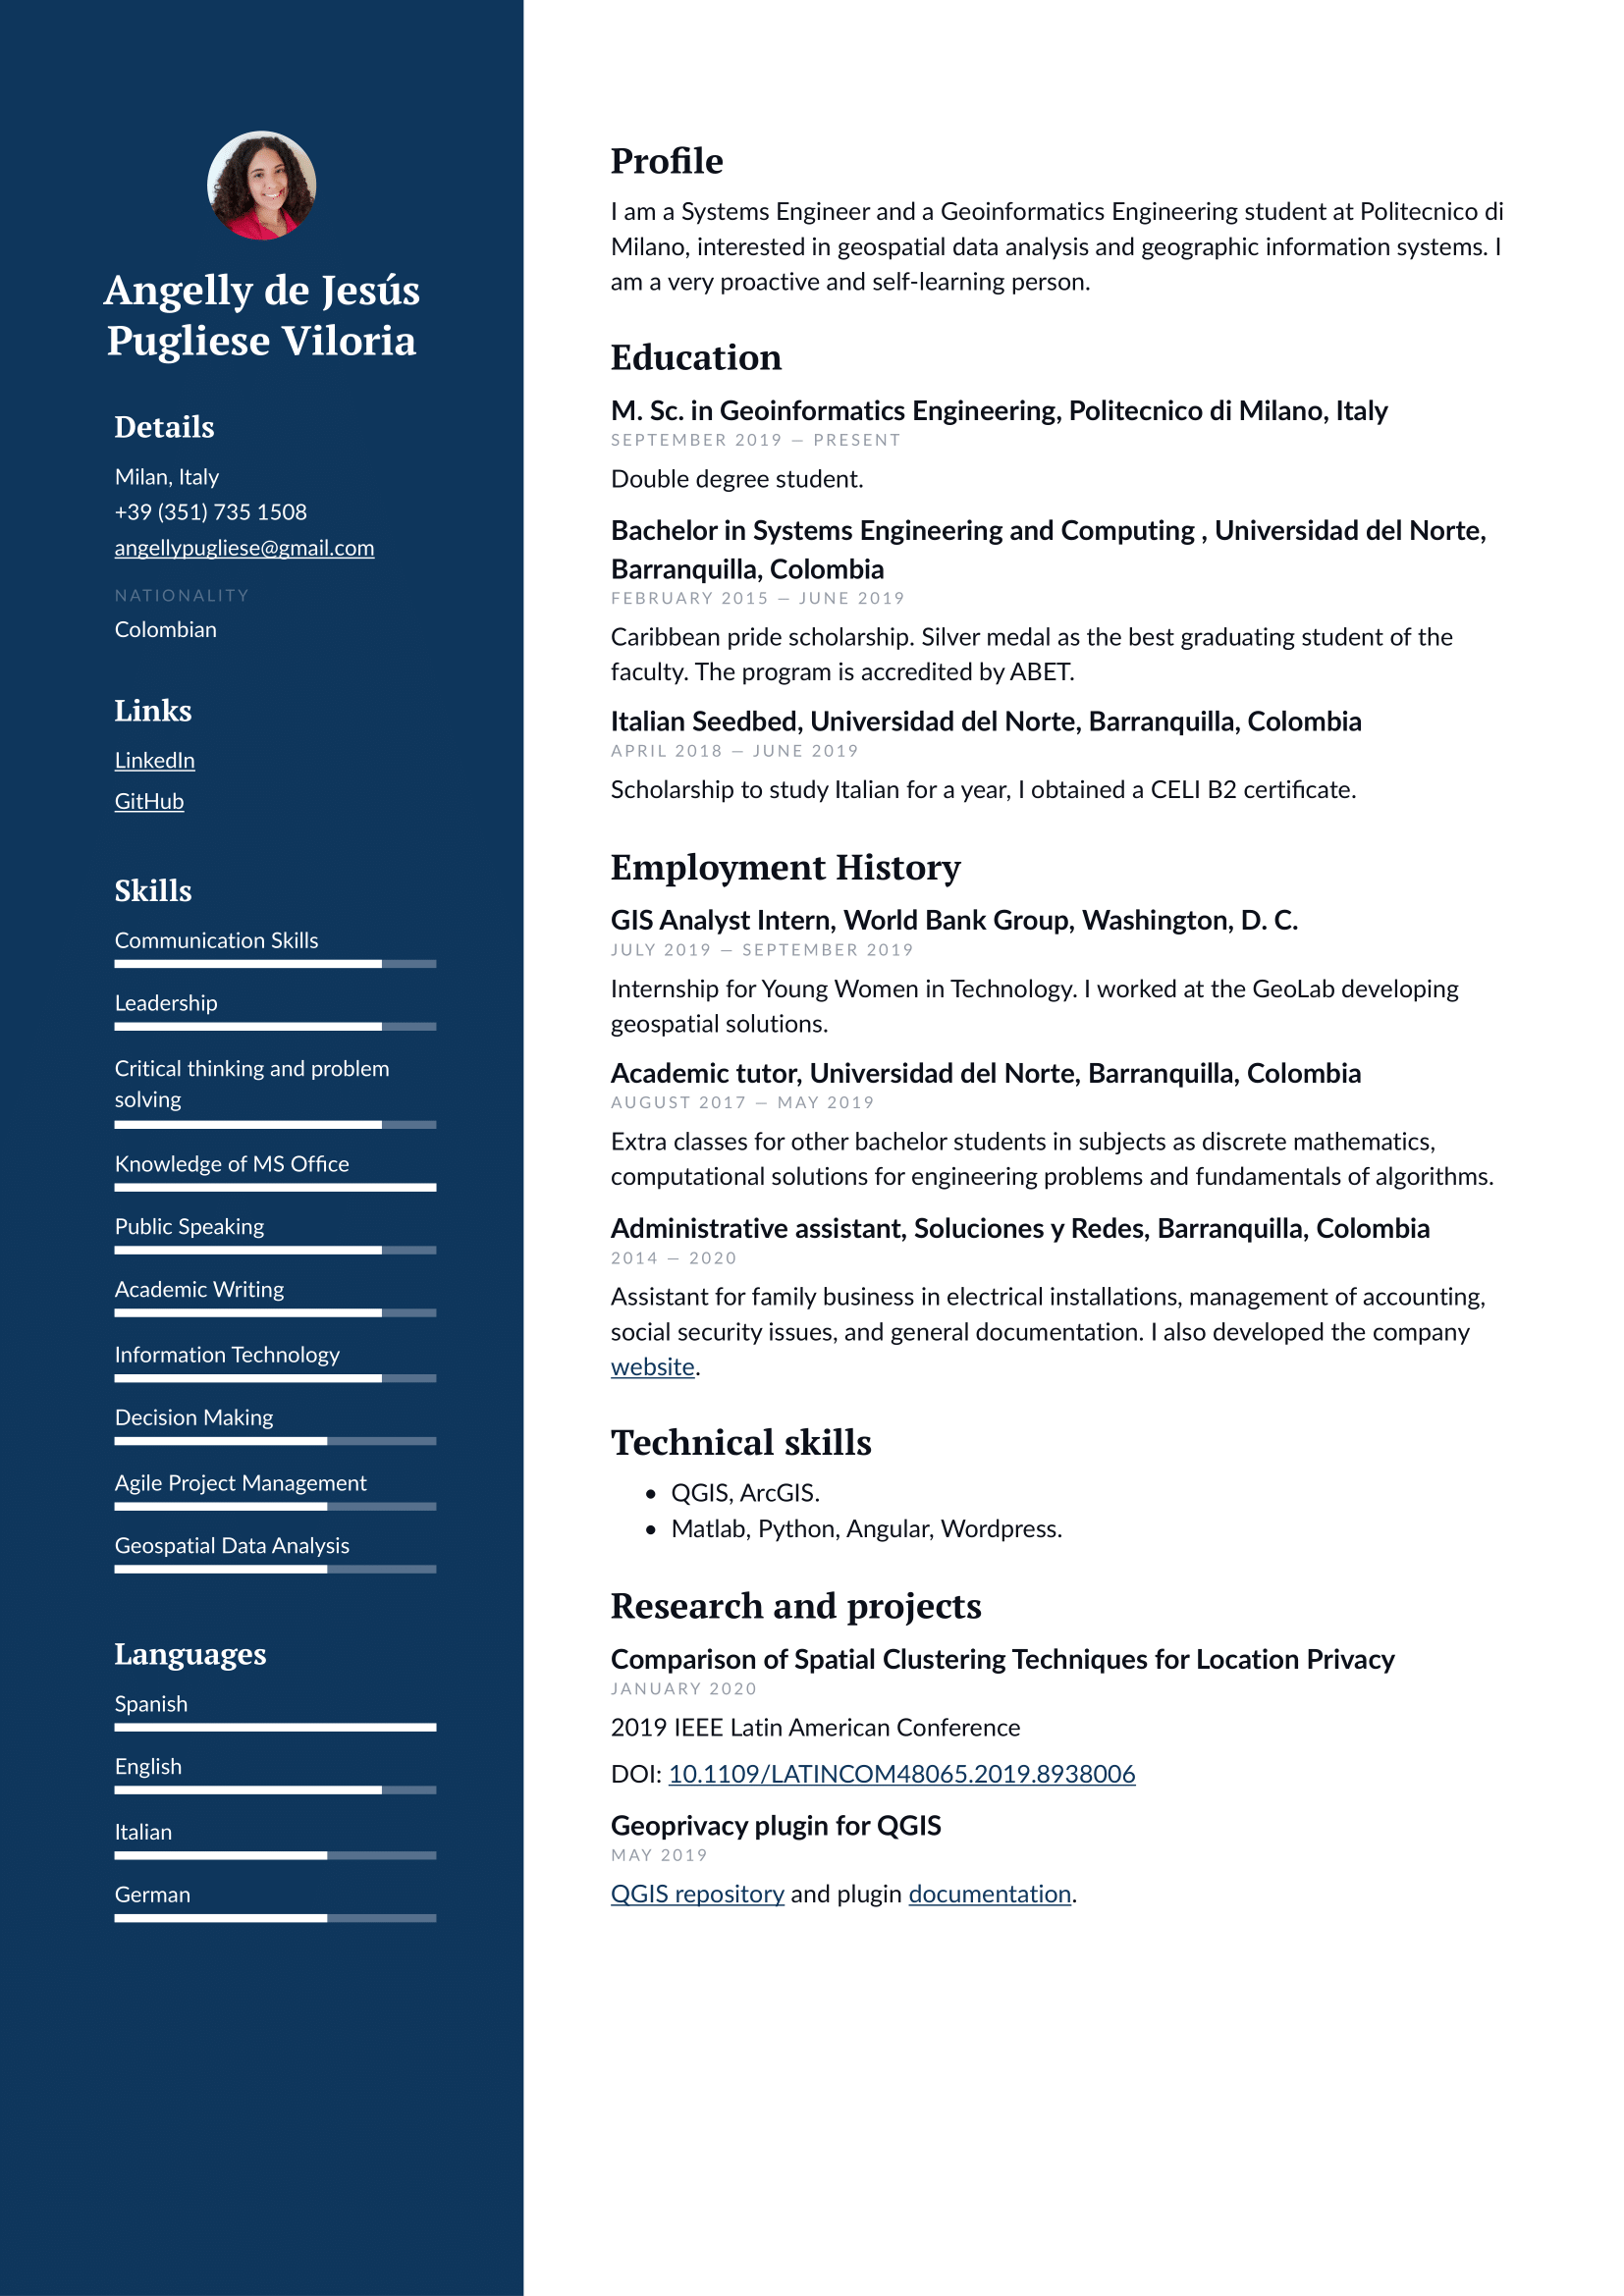 Angelly de Jesús
Pugliese Viloria
Details
Milan, Italy
+39 (351) 735 1508
angellypugliese@gmail.com
NATIONALITY
Colombian
Links
LinkedIn
GitHub
Skills
Communication Skills
Leadership
Critical thinking and problem
solving
Knowledge of MS Office
Public Speaking
Academic Writing
Information Technology
Decision Making
Agile Project Management
Geospatial Data Analysis
Languages
Spanish
English
Italian
German
Profile
I am a Systems Engineer and a Geoinformatics Engineering student at Politecnico di
Milano, interested in geospatial data analysis and geographic information systems. I
am a very proactive and self-learning person.
Education
M. Sc. in Geoinformatics Engineering, Politecnico di Milano, Italy
SEPTEMBER 2019 — PRESENT
Double degree student.
Bachelor in Systems Engineering and Computing , Universidad del Norte,
Barranquilla, Colombia
FEBRUARY 2015 — JUNE 2019
Caribbean pride scholarship. Silver medal as the best graduating student of the
faculty. The program is accredited by ABET.
Italian Seedbed, Universidad del Norte, Barranquilla, Colombia
APRIL 2018 — JUNE 2019
Scholarship to study Italian for a year, I obtained a CELI B2 certificate.
Employment History
GIS Analyst Intern, World Bank Group, Washington, D. C.
JULY 2019 — SEPTEMBER 2019
Internship for Young Women in Technology. I worked at the GeoLab developing
geospatial solutions.
Academic tutor, Universidad del Norte, Barranquilla, Colombia
AUGUST 2017 — MAY 2019
Extra classes for other bachelor students in subjects as discrete mathematics,
computational solutions for engineering problems and fundamentals of algorithms.
Administrative assistant, Soluciones y Redes, Barranquilla, Colombia
2014 — 2020
Assistant for family business in electrical installations, management of accounting,
social security issues, and general documentation. I also developed the company
website.
Technical skills
• QGIS, ArcGIS.
• Matlab, Python, Angular, Wordpress.
Research and projects
Comparison of Spatial Clustering Techniques for Location Privacy
JANUARY 2020
2019 IEEE Latin American Conference
DOI: 10.1109/LATINCOM48065.2019.8938006
Geoprivacy plugin for QGIS
MAY 2019
QGIS repository and plugin documentation.